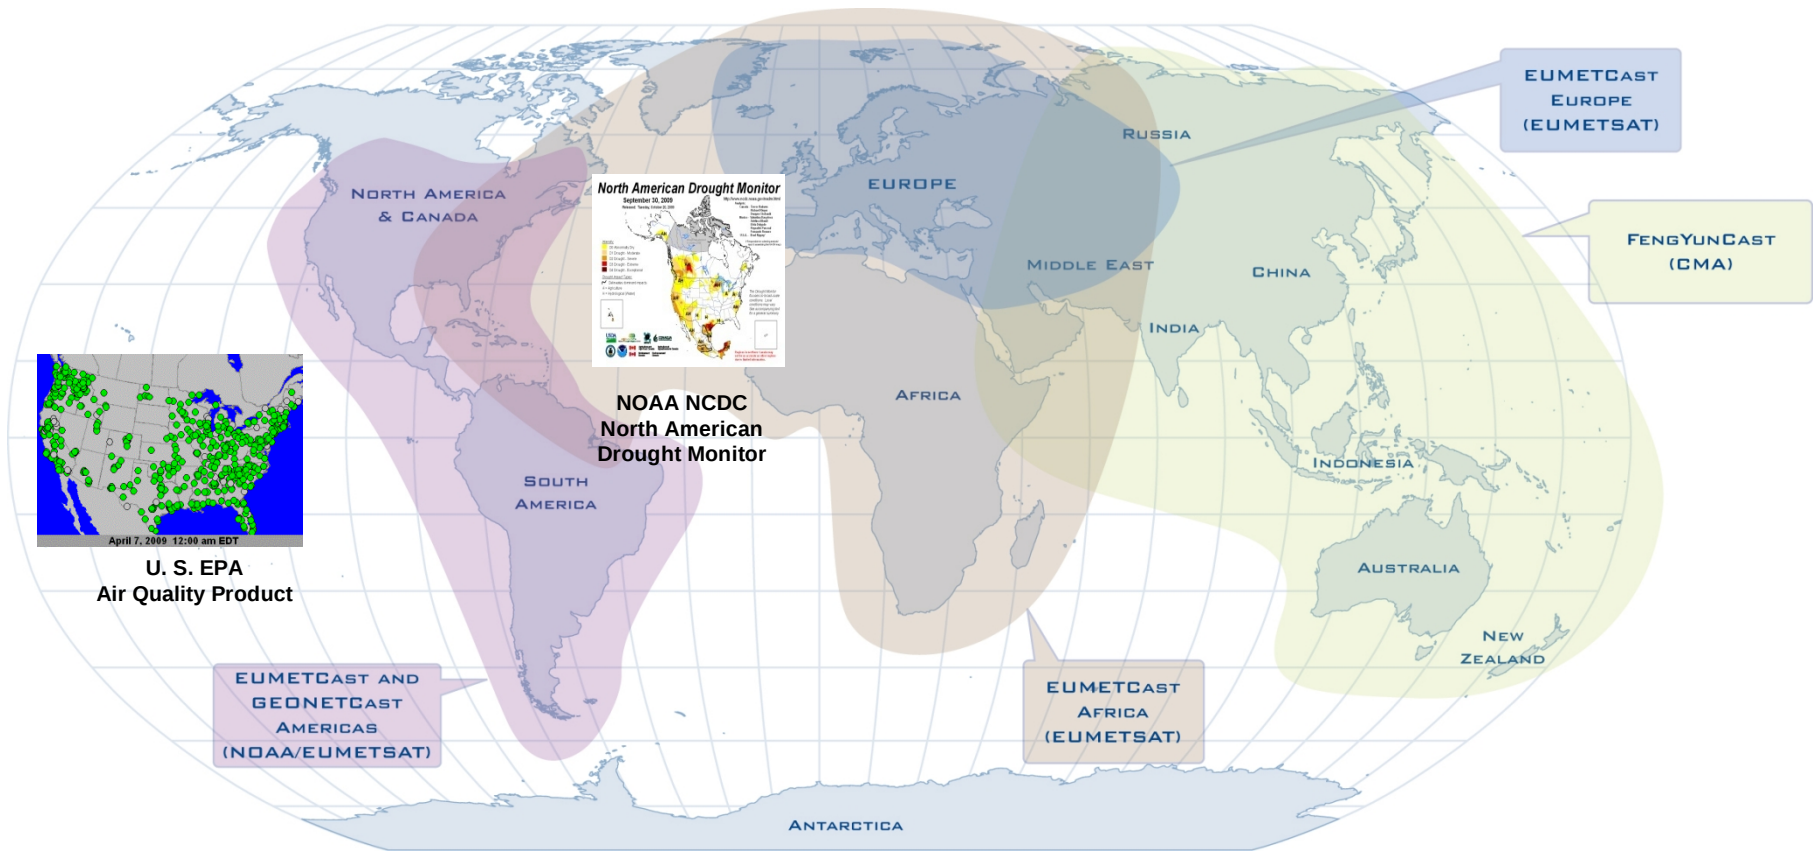 EUMETCast
Europe
(EUMETSAT)
Russia
North American Drought Monitor
September 30, 2009
North America
& Canada
Europe
FengYunCast
(CMA)
Middle East
China
India
Africa
NOAA NCDC
North American
Drought Monitor
Indonesia
South
America
April 7, 2009 12:00 am EDT
U. S. EPA
Air Quality Product
Australia
New
Zealand
EUMETCast and
GEONETCast
Americas
(NOAA/EUMETSAT)
EUMETCast
Africa
(EUMETSAT)
Antarctica